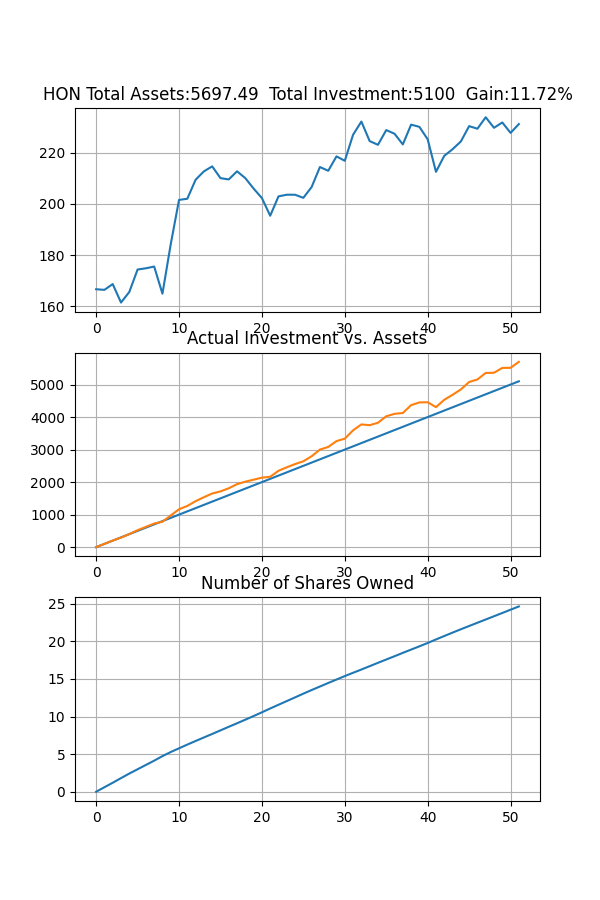 HON Total Assets:5697.49  Total Investment:5100  Gain:11.72%
220
200
180
160
0 10 20 30 40 50
Actual Investment vs. Assets
5000
4000
3000
2000
1000
0
0 10 20 30 40 50
Number of Shares Owned
25
20
15
10
5
0
0 10 20 30 40 50